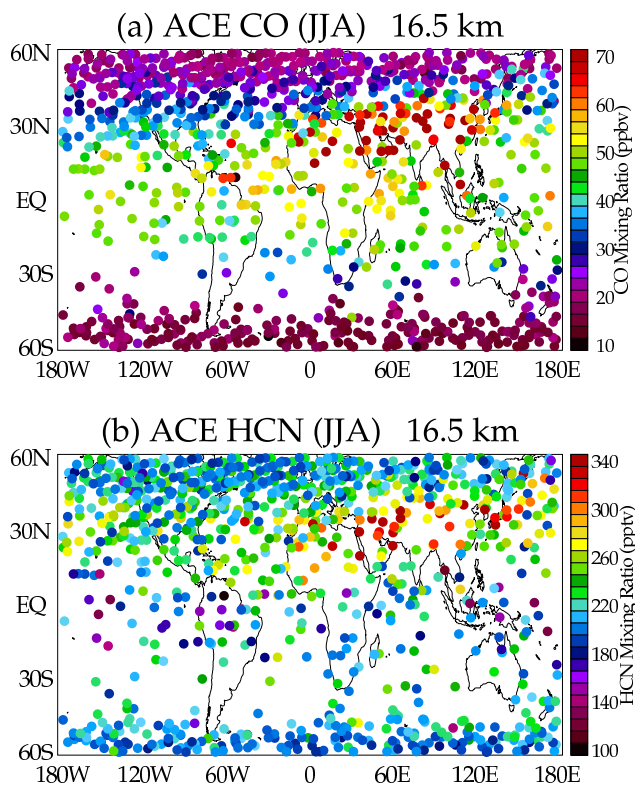 (a) ACE CO (JJA) 16.5 km
60N
30N
EQ
30S
60S
180W 120W 60W 0 60E 120E 180E
70
60
50
40
30
20
10
CO Mixing Ratio (ppbv)
(b) ACE HCN (JJA) 16.5 km
60N
30N
EQ
30S
60S
180W 120W 60W 0 60E 120E 180E
340
300
260
220
180
140
100
HCN Mixing Ratio (pptv)